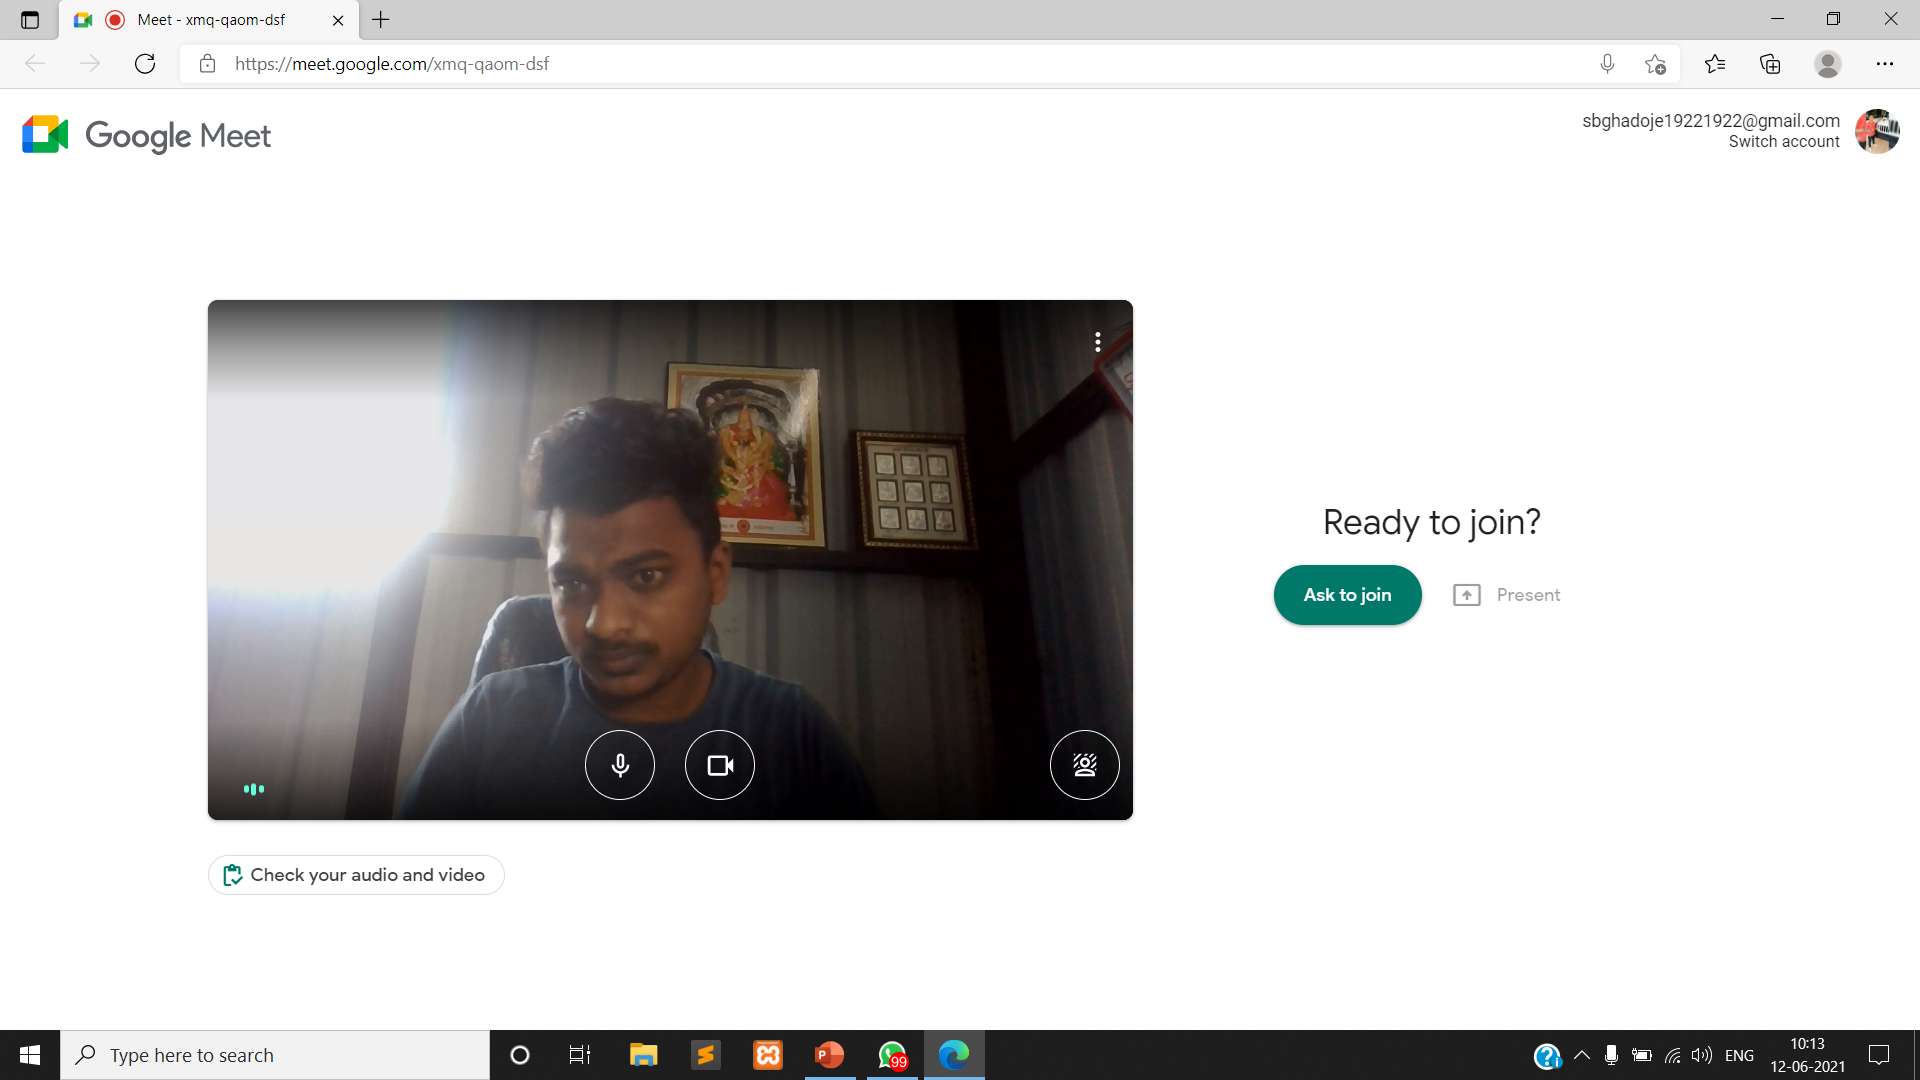 Meet - xmq-qaom-dsf
https://meet.google.com/xmq-qaom-dsf
Google Meet
sbghadoje19221922@gmail.com
Switch account
Ready to join?
Ask to join
Present
Check your audio and video
Type here to search
99
ENG
10:13
12-06-2021